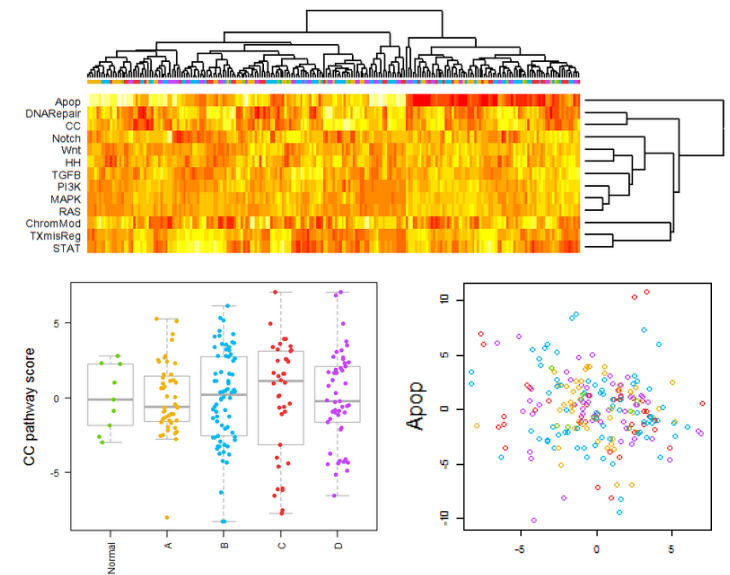 Apop
DNARepair
CC
Notch
Wnt
HH
TGFB
PI3K
MAPK
RAS
ChromMod
TXmisReg
STAT
CC pathway score
5
0
-5
Normal
A
B
C
D
Apop
10
5
0
-5
-10
-5
0
5